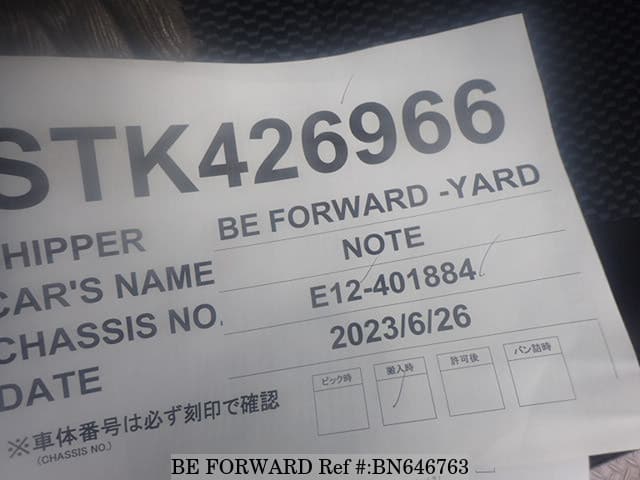 STK426966
HIPPER BE FORWARD -YARD
CAR'S NAME NOTE
CHASSIS NO. E12-401884
DATE 2023/6/26
ピック時 搬入時 許可後 バン詰時
※車体番号は必ず刻印で確認
(CHASSIS NO.)
BE FORWARD Ref #:BN646763